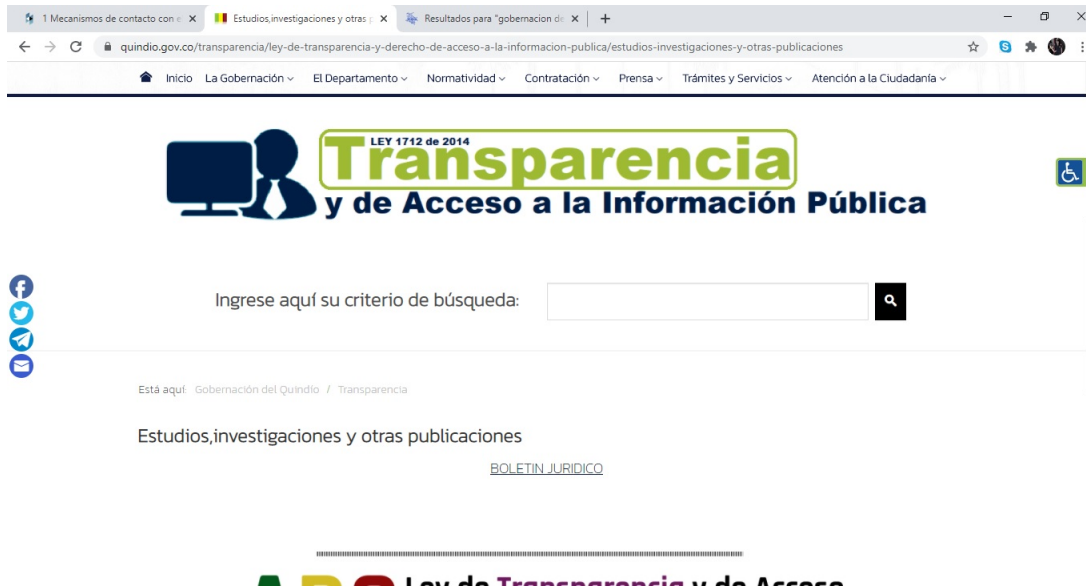 1 Mecanismos de contacto con e
Estudios,investigaciones y otras p
Resultados para "gobernacion de
quindio.gov.co/transparencia/ley-de-transparencia-y-derecho-de-acceso-a-la-informacion-publica/estudios-investigaciones-y-otras-publicaciones
Inicio La Gobernación El Departamento Normatividad Contratación Prensa Trámites y Servicios Atención a la Ciudadanía
LEY 1712 de 2014
Transparencia
y de Acceso a la Información Pública
Ingrese aquí su criterio de búsqueda:
Está aquí: Gobernación del Quindío / Transparencia
Estudios,investigaciones y otras publicaciones
BOLETIN JURIDICO
ABC Ley de Transparencia y de Acceso